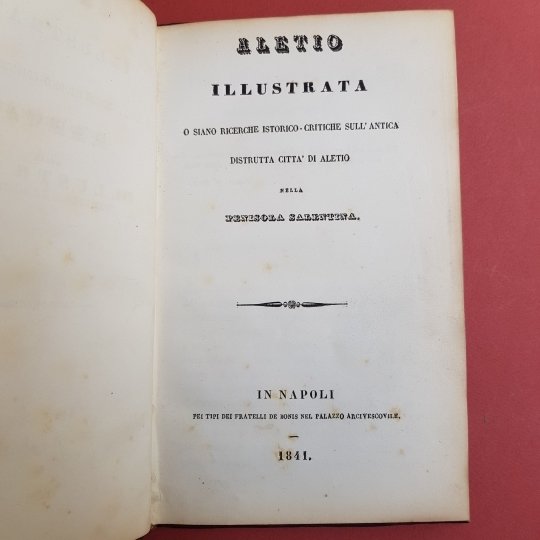 ALETIO
ILLUSTRATA
O SIANO RICERCHE ISTORICO-CRITICHE SULL'ANTICA
DISTRUTTA CITTA' DI ALETIO
NELLA
PENISOLA SALENTINA.
IN NAPOLI
PEI TIPI DEI FRATELLI DE BONIS NEL PALAZZO ARCIVESCOVILE.
—
1841.